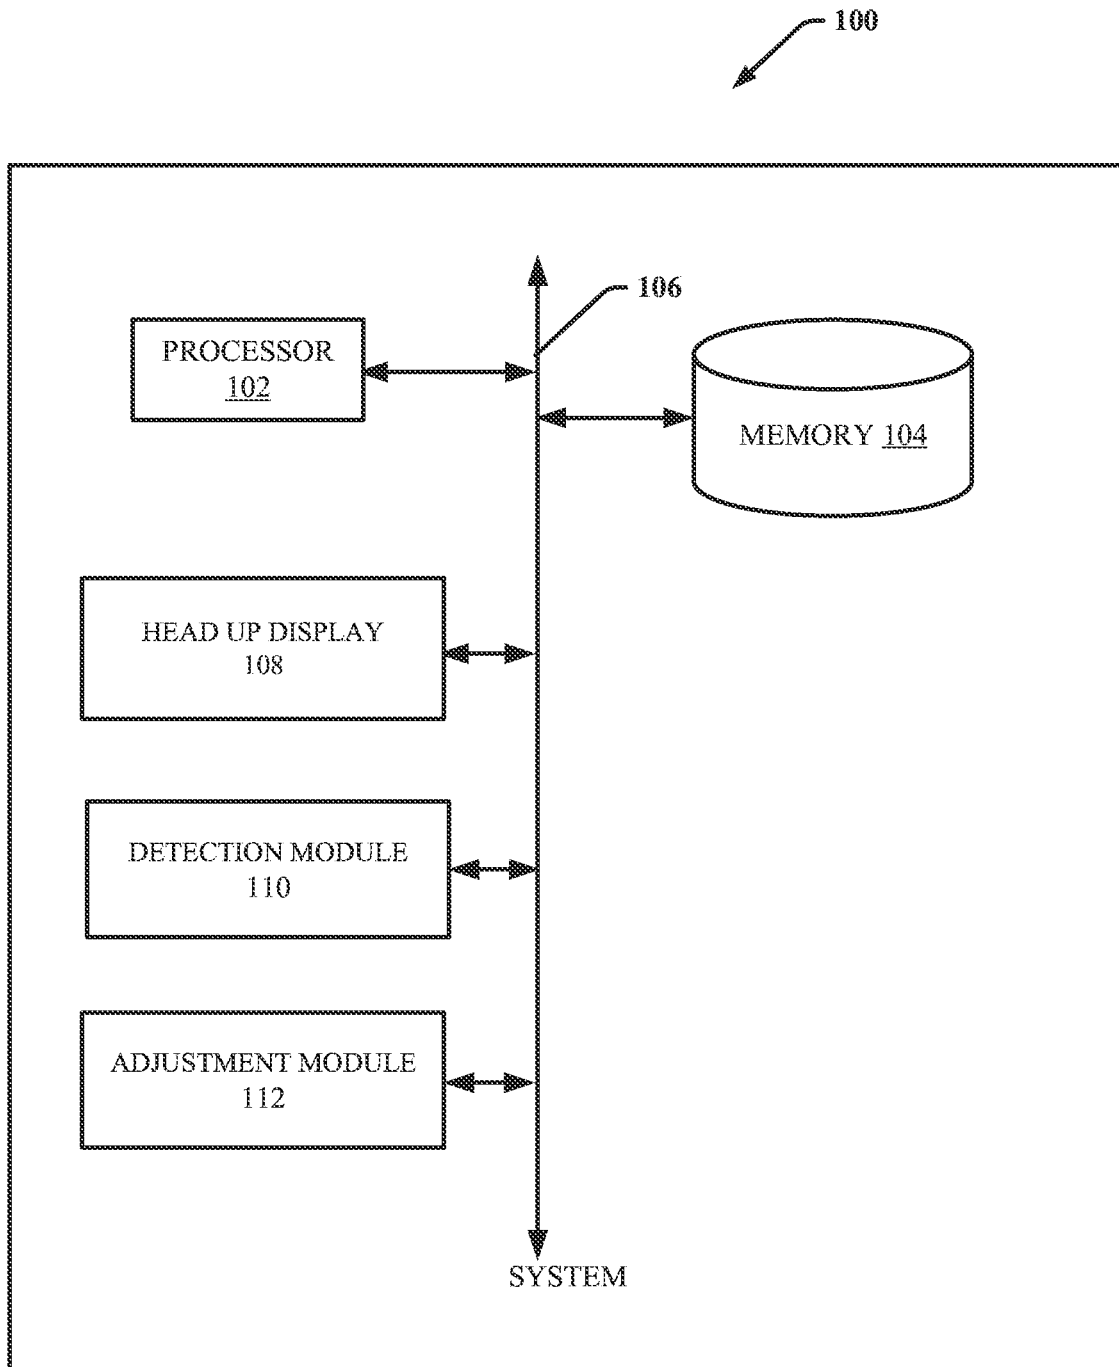 100
106
PROCESSOR
102
MEMORY 104
HEAD UP DISPLAY
108
DETECTION MODULE
110
ADJUSTMENT MODULE
112
SYSTEM